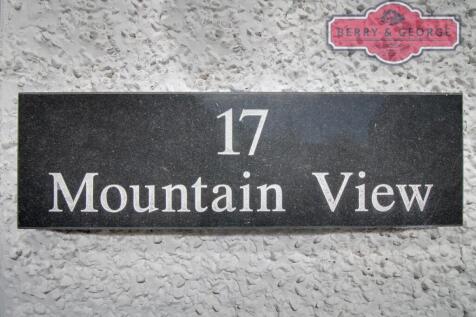 BERRY & GEORGE
17
Mountain View